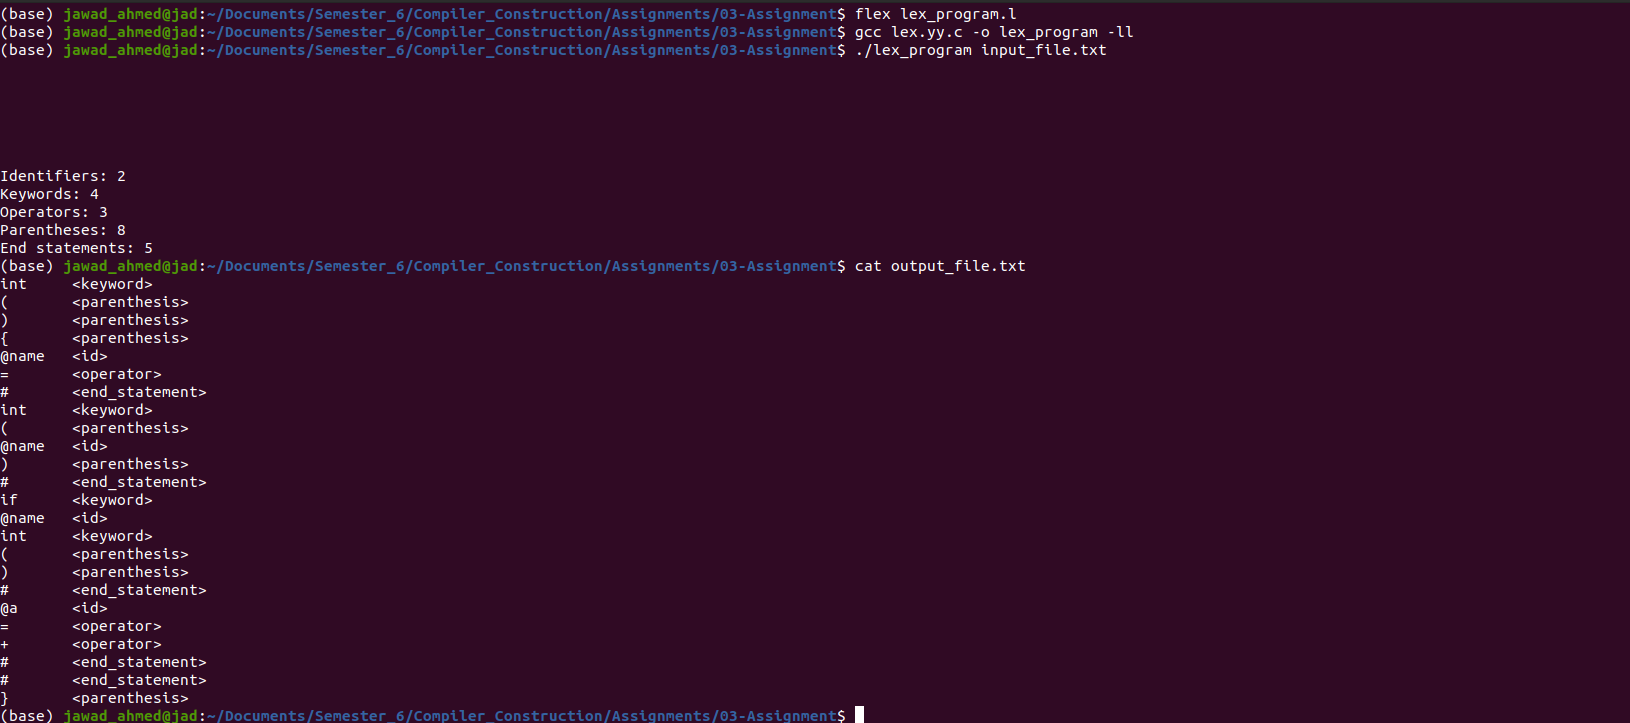 (base) jawad_ahmed@jad:~/Documents/Semester_6/Compiler_Construction/Assignments/03-Assignment$ flex lex_program.l
(base) jawad_ahmed@jad:~/Documents/Semester_6/Compiler_Construction/Assignments/03-Assignment$ gcc lex.yy.c -o lex_program -ll
(base) jawad_ahmed@jad:~/Documents/Semester_6/Compiler_Construction/Assignments/03-Assignment$ ./lex_program input_file.txt
Identifiers: 2
Keywords: 4
Operators: 3
Parentheses: 8
End statements: 5
(base) jawad_ahmed@jad:~/Documents/Semester_6/Compiler_Construction/Assignments/03-Assignment$ cat output_file.txt
int     <keyword>
(       <parenthesis>
)       <parenthesis>
{       <parenthesis>
@name   <id>
=       <operator>
#       <end_statement>
int     <keyword>
(       <parenthesis>
@name   <id>
)       <parenthesis>
#       <end_statement>
if      <keyword>
@name   <id>
int     <keyword>
(       <parenthesis>
)       <parenthesis>
#       <end_statement>
@a      <id>
=       <operator>
+       <operator>
#       <end_statement>
#       <end_statement>
}       <parenthesis>
(base) jawad_ahmed@jad:~/Documents/Semester_6/Compiler_Construction/Assignments/03-Assignment$